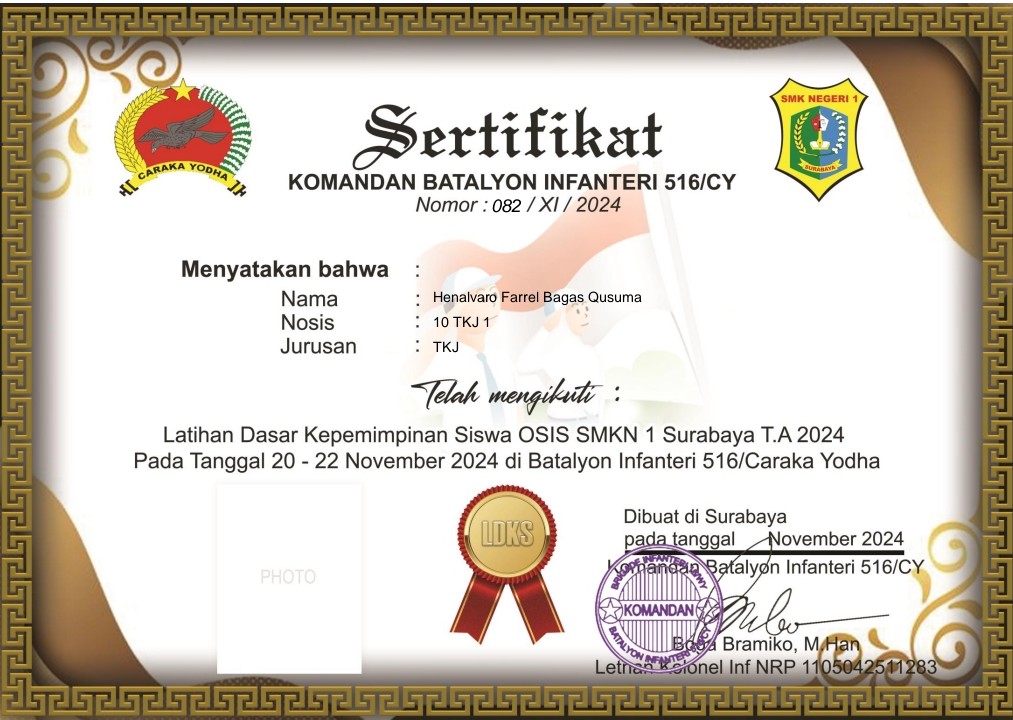 CARAKA YODHA
SMK NEGERI 1
SURABAYA
Sertifikat
KOMANDAN BATALYON INFANTERI 516/CY
Nomor : 082 / XI / 2024
Menyatakan bahwa :
Nama : Henalvaro Farrel Bagas Qusuma
Nosis : 10 TKJ 1
Jurusan : TKJ
Telah mengikuti :
Latihan Dasar Kepemimpinan Siswa OSIS SMKN 1 Surabaya T.A 2024
Pada Tanggal 20 - 22 November 2024 di Batalyon Infanteri 516/Caraka Yodha
PHOTO
LDKS
Dibuat di Surabaya
pada tanggal November 2024
Komandan Batalyon Infanteri 516/CY
BRIGADE INFANTERI
KOMANDAN
BATALYON INFANTERI
Bramiko, M.Han
Letnan Kolonel Inf NRP 1105042511283